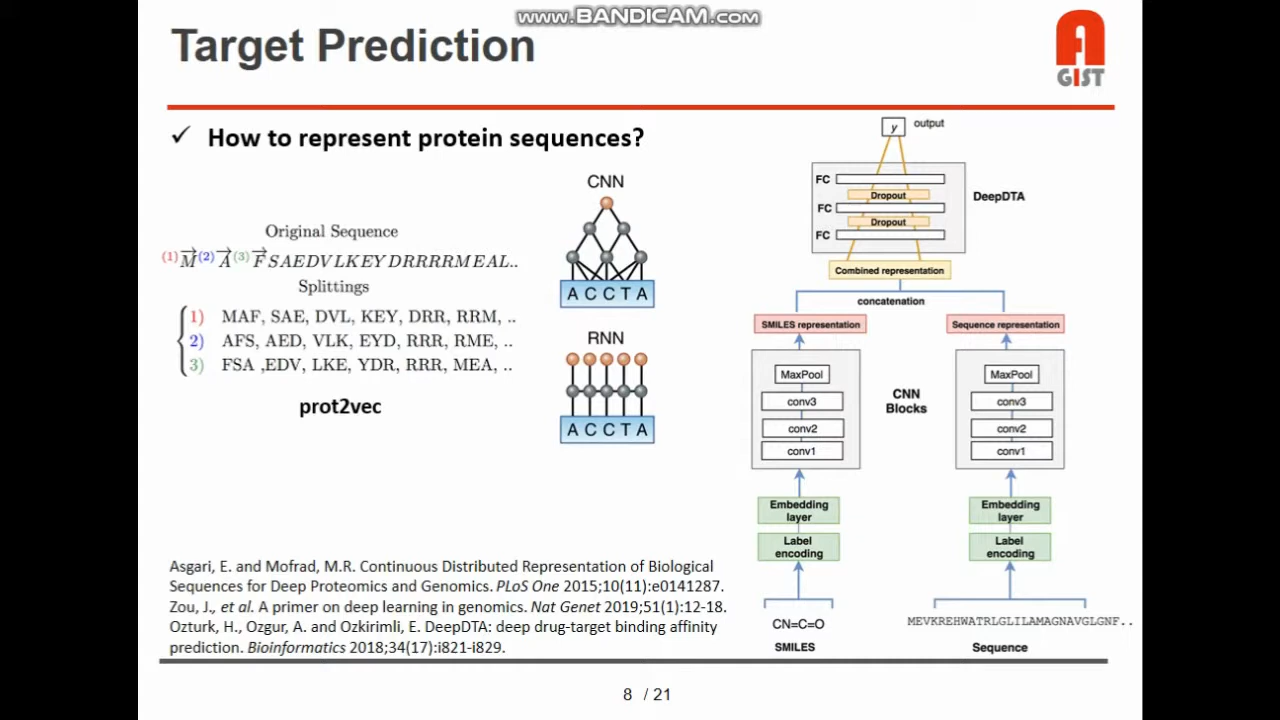 www.BANDICAM.com
Target Prediction
GIST
✓ How to represent protein sequences?
Original Sequence
(1) M (2) A (3) F SAEDVLKEYDRRRRMEAL..
Splittings
1) MAF, SAE, DVL, KEY, DRR, RRM, ..
2) AFS, AED, VLK, EYD, RRR, RME, ..
3) FSA ,EDV, LKE, YDR, RRR, MEA, ..
prot2vec
CNN
A C C T A
RNN
A C C T A
y output
FC
Dropout
FC
Dropout
FC
DeepDTA
Combined representation
concatenation
SMILES representation
Sequence representation
MaxPool
conv3
conv2
conv1
CNN
Blocks
MaxPool
conv3
conv2
conv1
Embedding
layer
Label
encoding
Embedding
layer
Label
encoding
CN=C=O
SMILES
MEVKREHWATRLGLILAMAGNAVGLGNF..
Sequence
Asgari, E. and Mofrad, M.R. Continuous Distributed Representation of Biological
Sequences for Deep Proteomics and Genomics. PLoS One 2015;10(11):e0141287.
Zou, J., et al. A primer on deep learning in genomics. Nat Genet 2019;51(1):12-18.
Ozturk, H., Ozgur, A. and Ozkirimli, E. DeepDTA: deep drug-target binding affinity
prediction. Bioinformatics 2018;34(17):i821-i829.
8 / 21